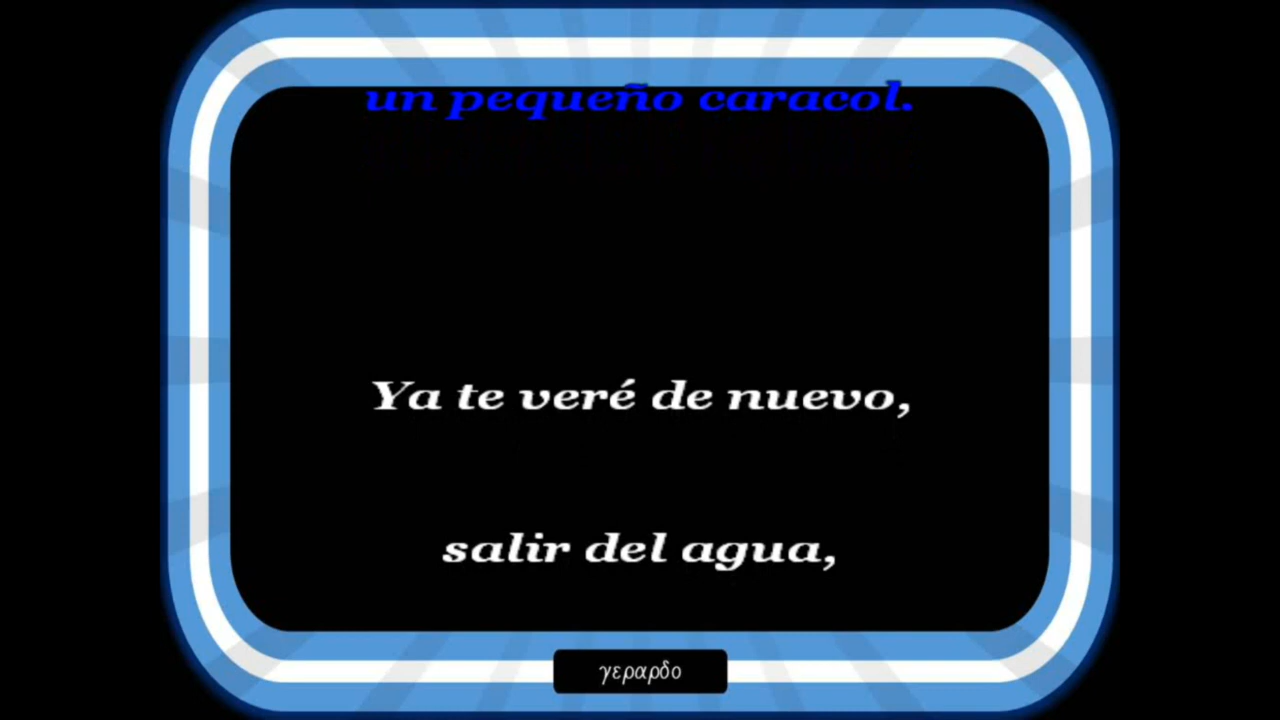 un pequeño caracol.
Ya te veré de nuevo,
salir del agua,
γεραρδο